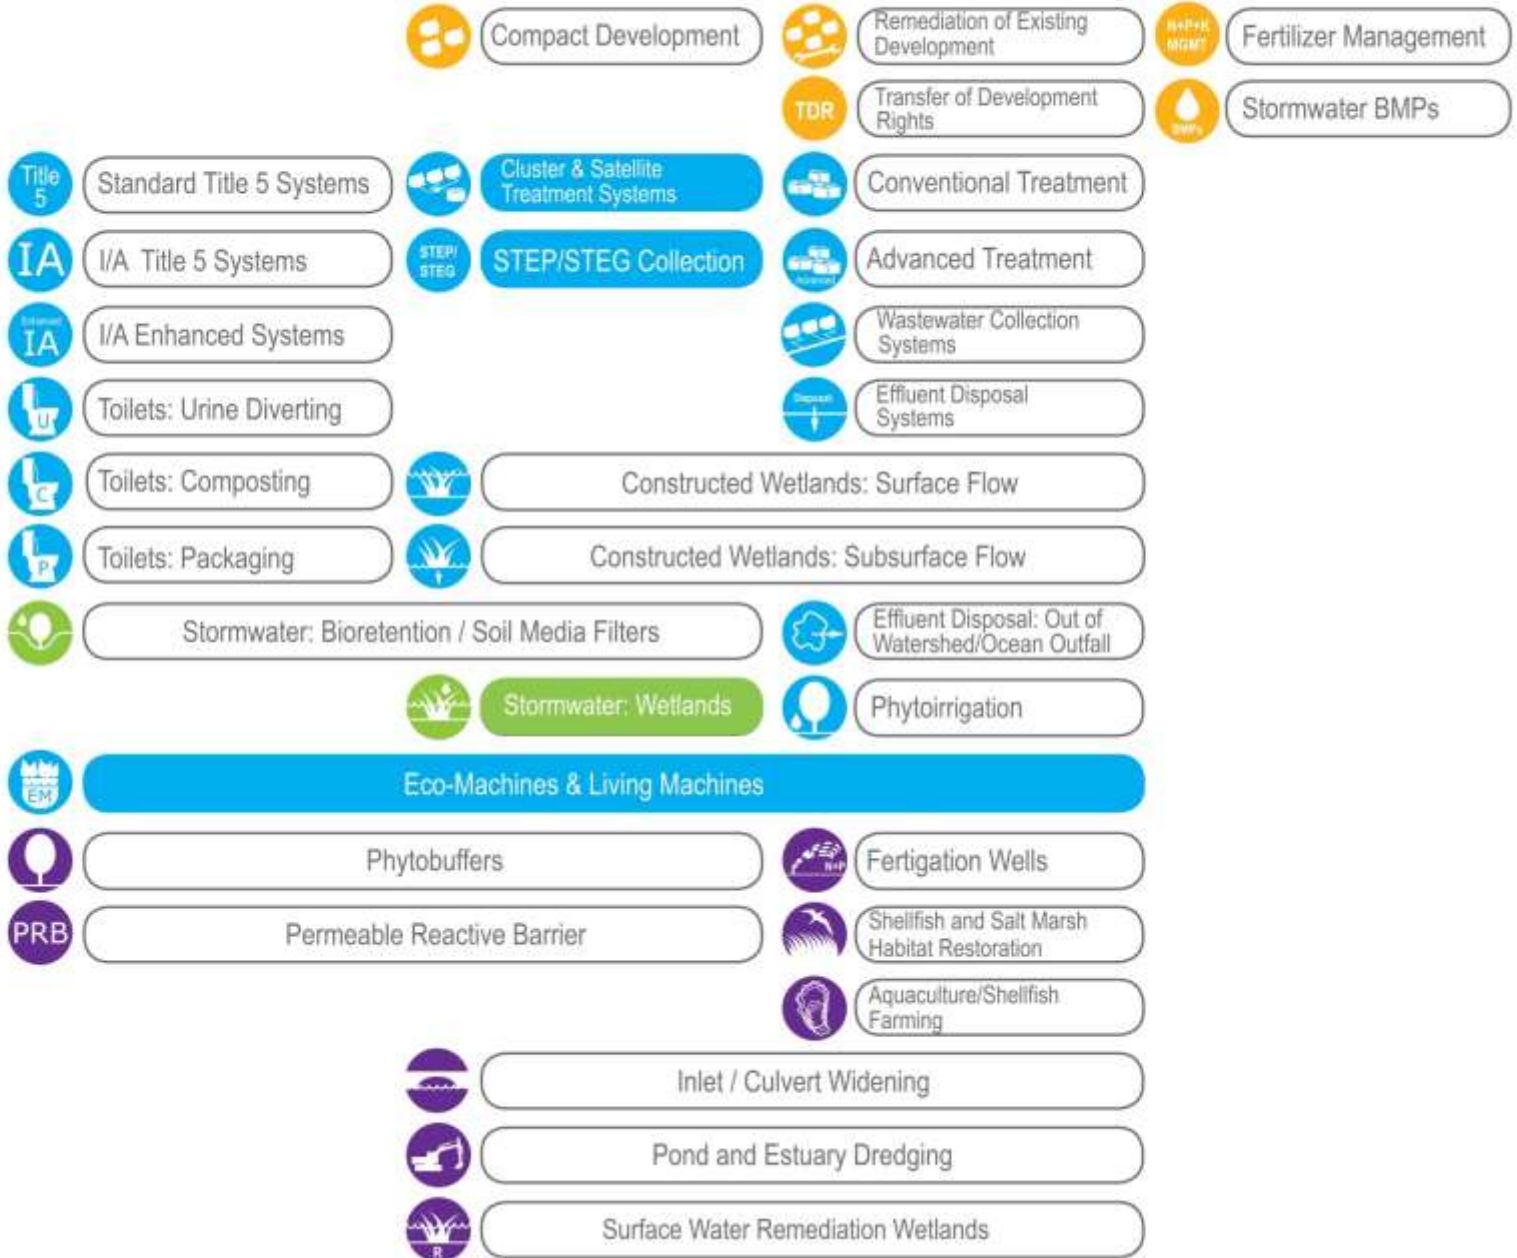 Compact Development
Remediation of Existing
Development
N+P+K
MGMT
Fertilizer Management
TDR
Transfer of Development
Rights
BMPs
Stormwater BMPs
Title
5
Standard Title 5 Systems
Cluster & Satellite
Treatment Systems
Conventional Treatment
IA
I/A Title 5 Systems
STEP/
STEG
STEP/STEG Collection
Advanced
Advanced Treatment
Enhanced
IA
I/A Enhanced Systems
Wastewater Collection
Systems
U
Toilets: Urine Diverting
Disposal
Effluent Disposal
Systems
C
Toilets: Composting
Constructed Wetlands: Surface Flow
P
Toilets: Packaging
Constructed Wetlands: Subsurface Flow
Stormwater: Bioretention / Soil Media Filters
Effluent Disposal: Out of
Watershed/Ocean Outfall
Stormwater: Wetlands
Phytoirrigation
EM
Eco-Machines & Living Machines
Phytobuffers
N+P
Fertigation Wells
PRB
Permeable Reactive Barrier
Shellfish and Salt Marsh
Habitat Restoration
Aquaculture/Shellfish
Farming
Inlet / Culvert Widening
Pond and Estuary Dredging
R
Surface Water Remediation Wetlands